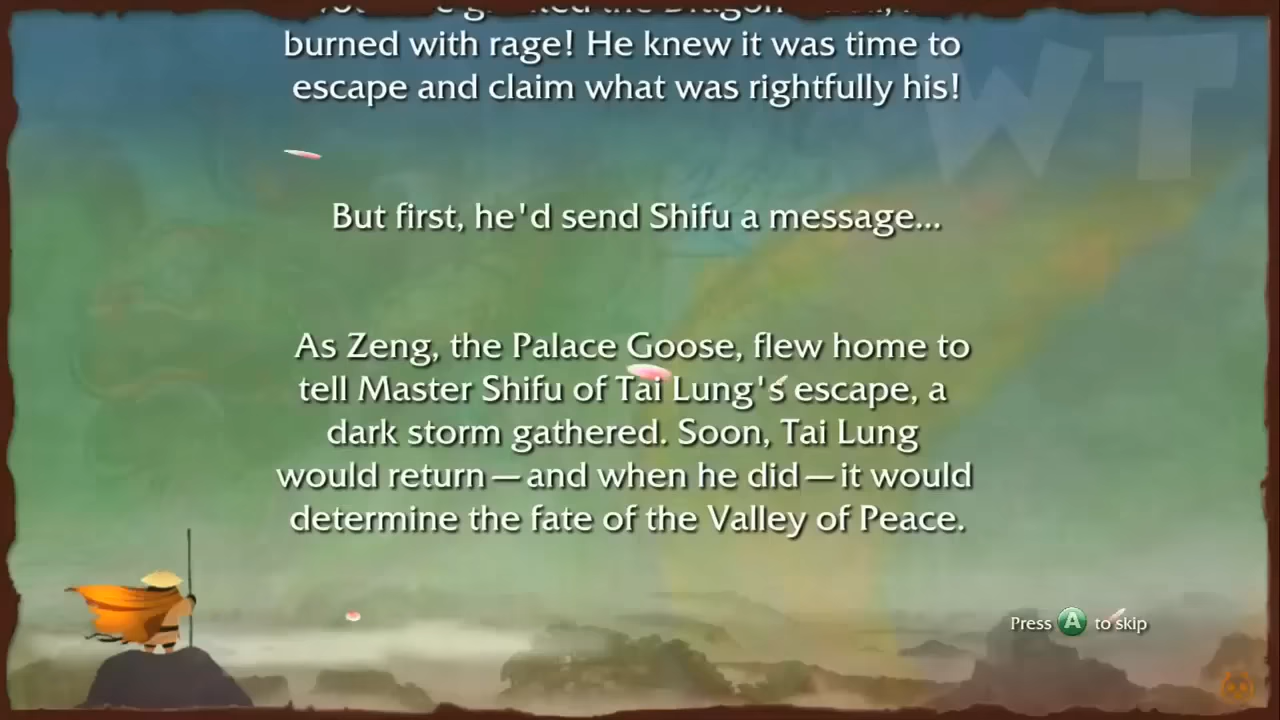 the Dragon
burned with rage! He knew it was time to
escape and claim what was rightfully his!
But first, he'd send Shifu a message...
As Zeng, the Palace Goose, flew home to
tell Master Shifu of Tai Lung's escape, a
dark storm gathered. Soon, Tai Lung
would return—and when he did—it would
determine the fate of the Valley of Peace.
Press A to skip
WT